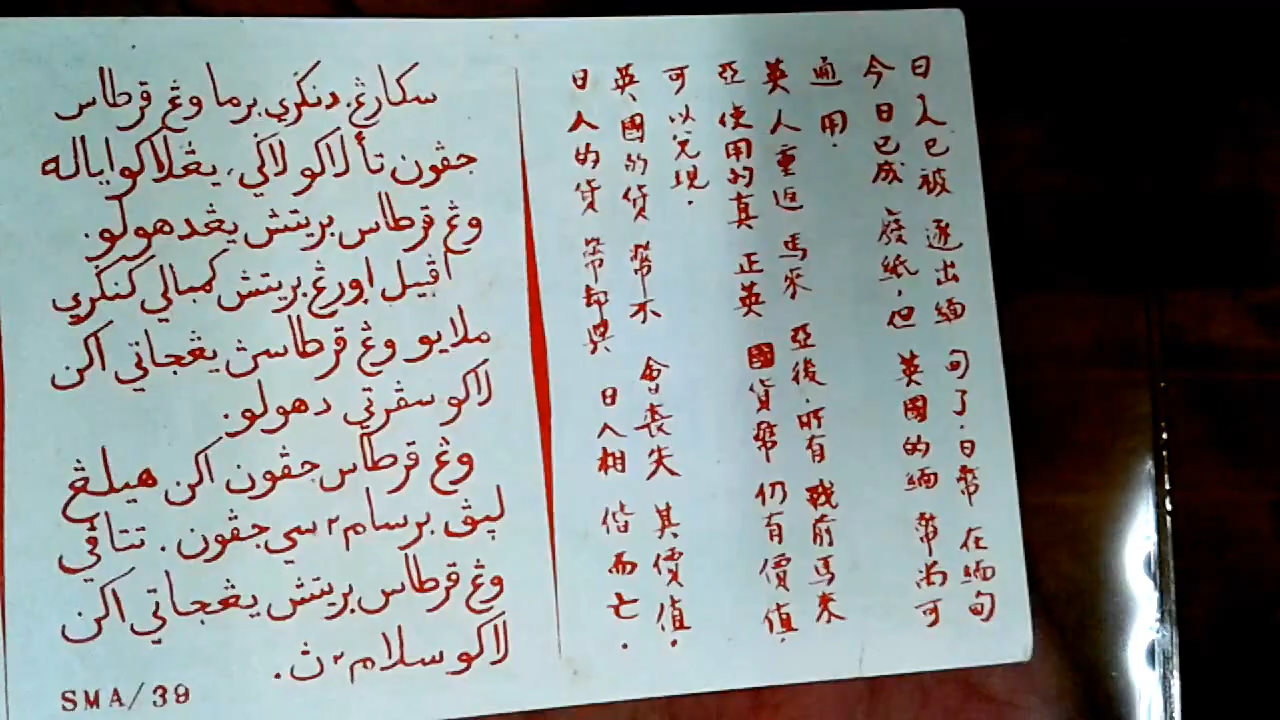 سكارڠ، دنݢري برما وڠ قرطاس
جڤون تأ لاكو لاݢي، يڠ لاكو اياله
وڠ قرطاس بريتش يڠ دهولو.
اڤبيل اورڠ بريتش كمبالي كنݢري
ملايو وڠ قرطاسڽ يڠ جاتي اكن
لاكو سڤرتي دهولو.
وڠ قرطاس جڤون اكن هيلڠ
لڽڤ برسام٢ سي جڤون. تتاڤي
وڠ قرطاس بريتش يڠ جاتي اكن
لاكو سلام٢ ڽ.
SMA/39
日人已被逐出緬甸了.日幣在緬甸
今日已成廢紙.但英國的緬幣尚可
通用.
英人重返馬來亞後.所有戰前馬來
亞使用的真正英國貨幣仍有價值.
可以兌現.
英國的貨幣不會喪失其價值.
日人的貨幣却與日人相偕而亡.